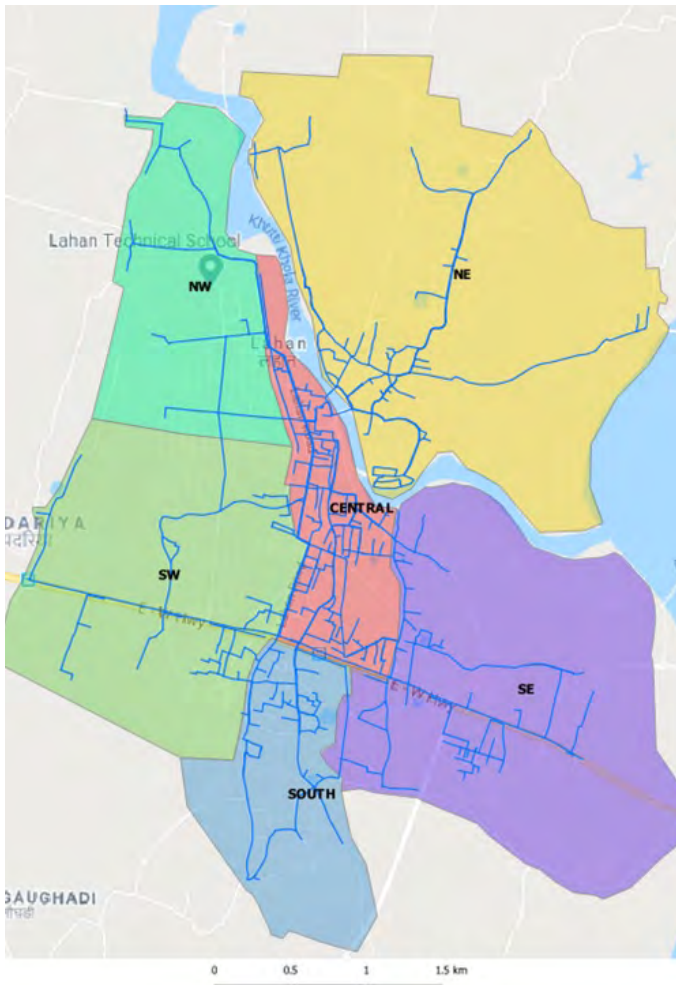 Khutti Khola River
Lahan Technical School
NW
NE
Lahan
CENTRAL
DARIYA
SW
E - W Hwy
E - W Hwy
SE
SOUTH
GAUGHADI
0 0.5 1 1.5 km